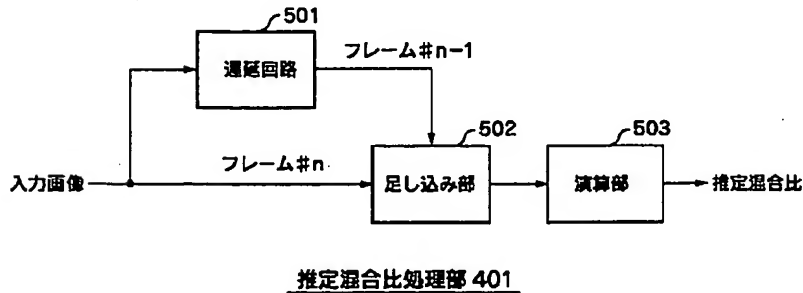 501
遅延回路
フレーム#n-1
502
503
入力画像
フレーム#n
足し込み部
演算部
推定混合比
推定混合比処理部 401